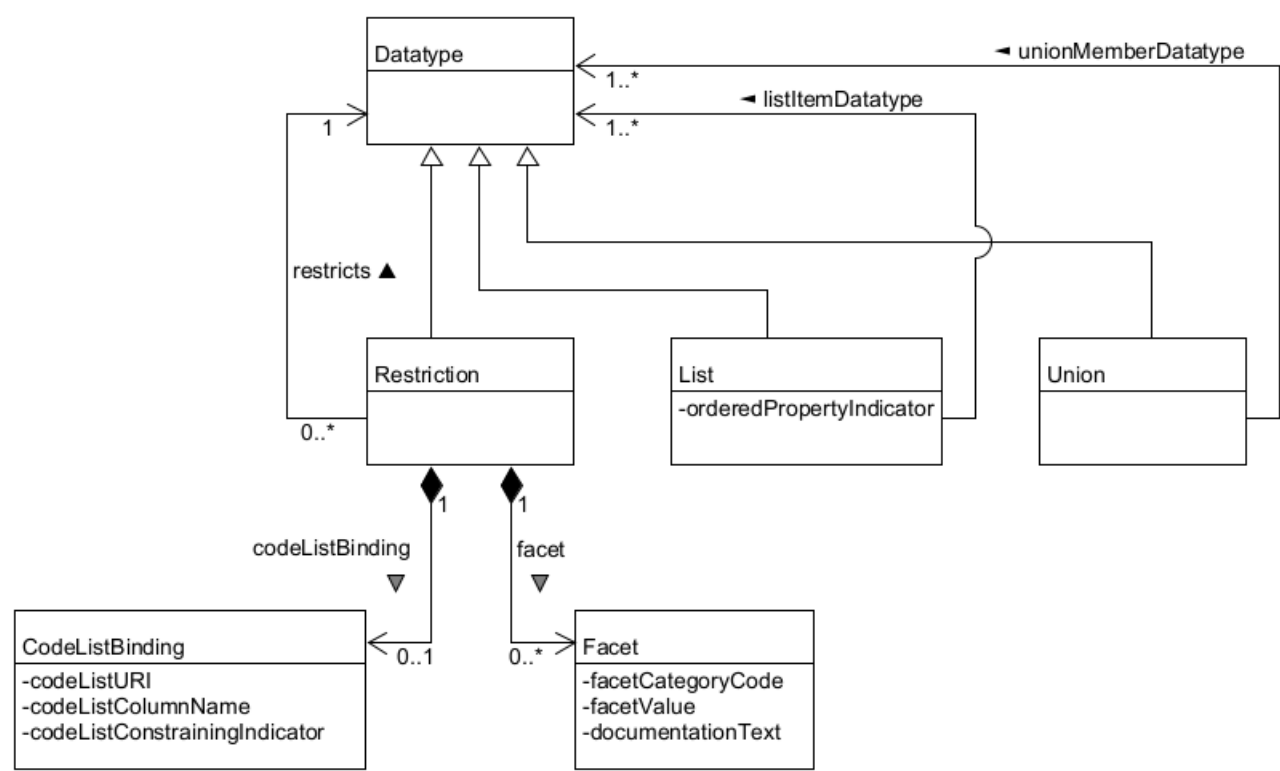 Datatype
◄ unionMemberDatatype
1..*
◄ listItemDatatype
1
1..*
restricts ▲
Restriction
List
Union
-orderedPropertyIndicator
0..*
1
1
codeListBinding
facet
▼
▼
CodeListBinding
0..1
0..*
Facet
-codeListURI
-codeListColumnName
-codeListConstrainingIndicator
-facetCategoryCode
-facetValue
-documentationText